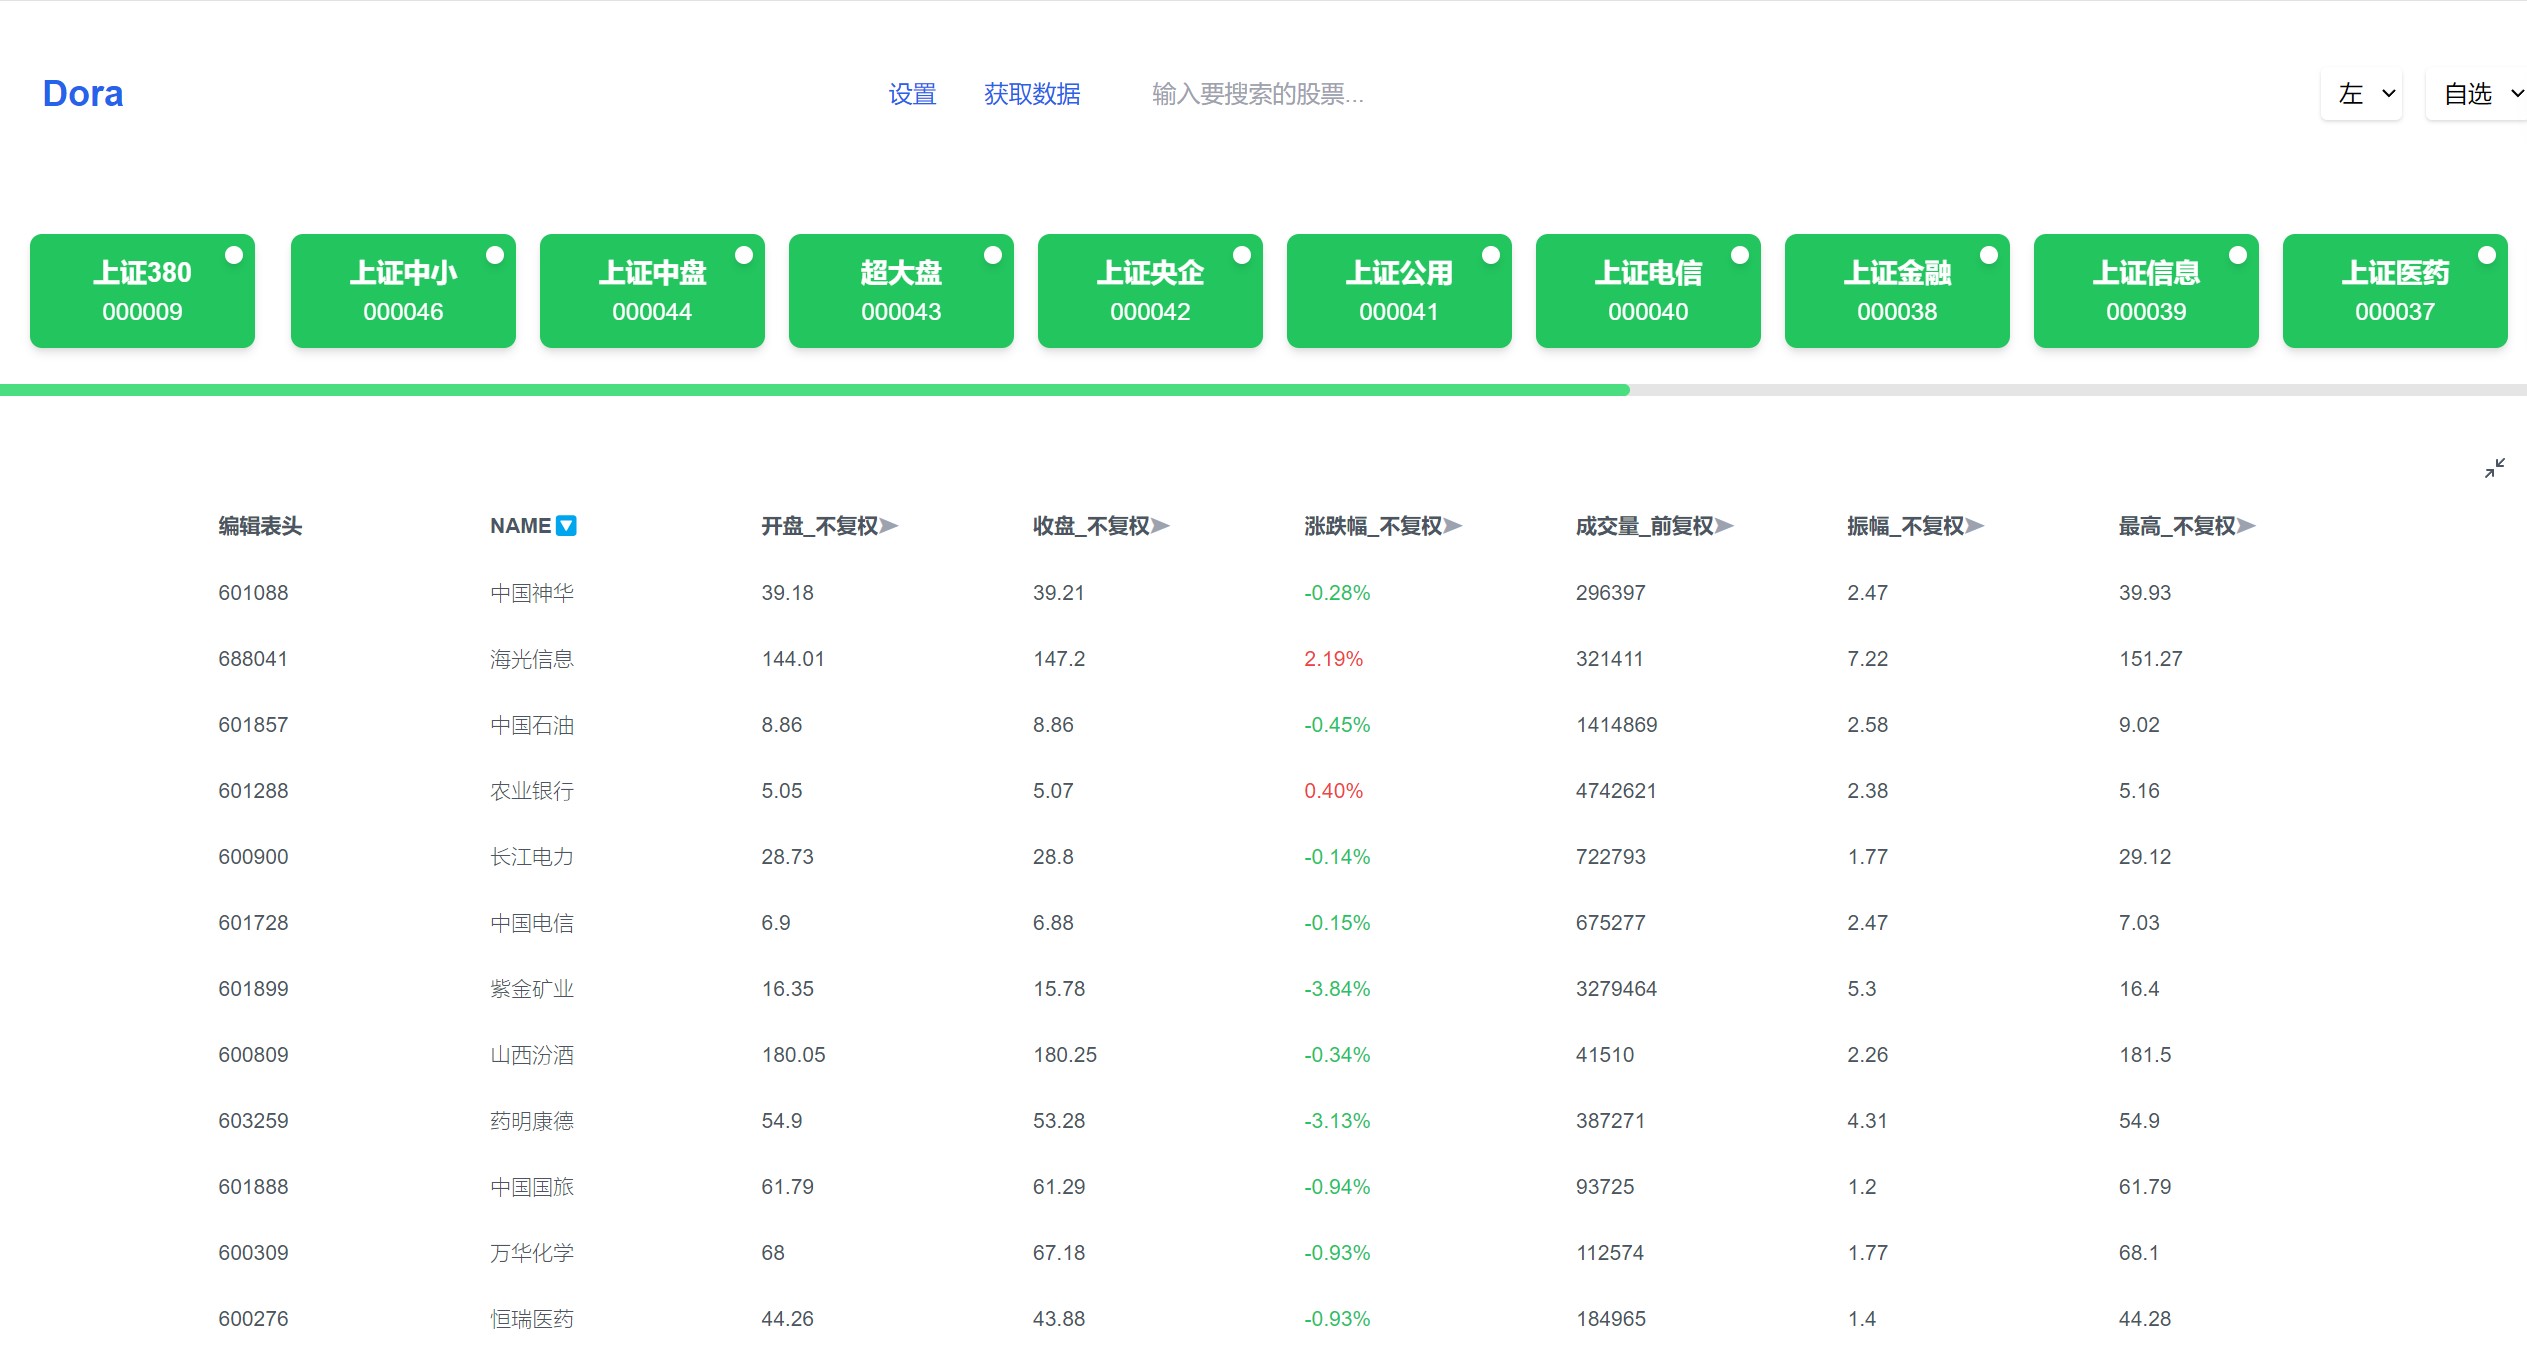 Dora 设置 获取数据 输入要搜索的股票... 左 自选
上证380 上证中小 上证中盘 超大盘 上证央企 上证公用 上证电信 上证金融 上证信息 上证医药
000009 000046 000044 000043 000042 000041 000040 000038 000039 000037
编辑表头 NAME 开盘_不复权 收盘_不复权 涨跌幅_不复权 成交量_前复权 振幅_不复权 最高_不复权
601088 中国神华 39.18 39.21 -0.28% 296397 2.47 39.93
688041 海光信息 144.01 147.2 2.19% 321411 7.22 151.27
601857 中国石油 8.86 8.86 -0.45% 1414869 2.58 9.02
601288 农业银行 5.05 5.07 0.40% 4742621 2.38 5.16
600900 长江电力 28.73 28.8 -0.14% 722793 1.77 29.12
601728 中国电信 6.9 6.88 -0.15% 675277 2.47 7.03
601899 紫金矿业 16.35 15.78 -3.84% 3279464 5.3 16.4
600809 山西汾酒 180.05 180.25 -0.34% 41510 2.26 181.5
603259 药明康德 54.9 53.28 -3.13% 387271 4.31 54.9
601888 中国国旅 61.79 61.29 -0.94% 93725 1.2 61.79
600309 万华化学 68 67.18 -0.93% 112574 1.77 68.1
600276 恒瑞医药 44.26 43.88 -0.93% 184965 1.4 44.28